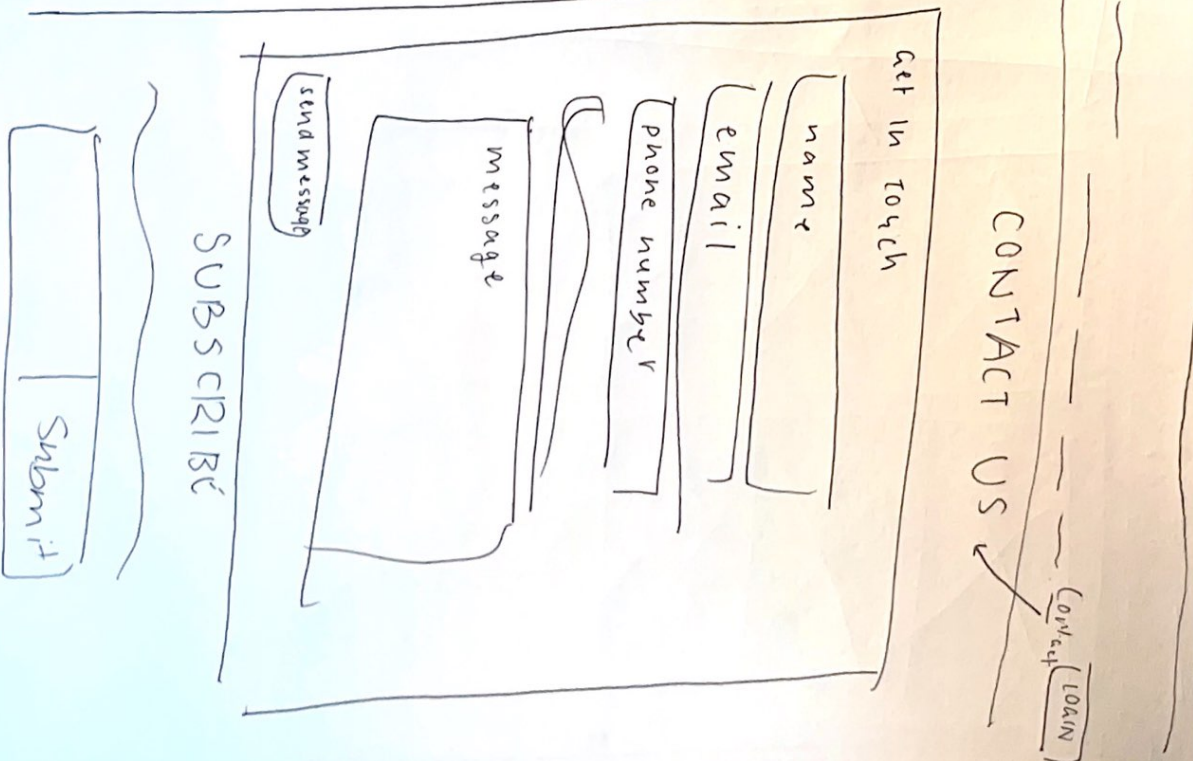 Contact LOGIN
CONTACT US
Get in Touch
name
email
phone number
message
send message
SUBSCRIBE
Submit